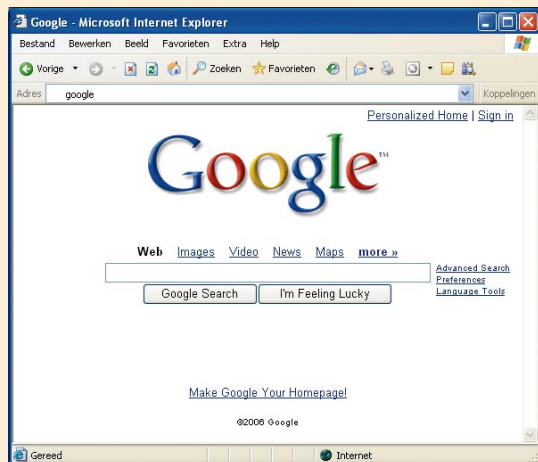 Google - Microsoft Internet Explorer
Bestand Bewerken Beeld Favorieten Extra Help
Vorige Zoeken Favorieten
Adres google Koppelingen
Personalized Home | Sign in
Google™
Web Images Video News Maps more »
Advanced Search
Preferences
Language Tools
Google Search I'm Feeling Lucky
Make Google Your Homepage!
©2006 Google
Gereed Internet